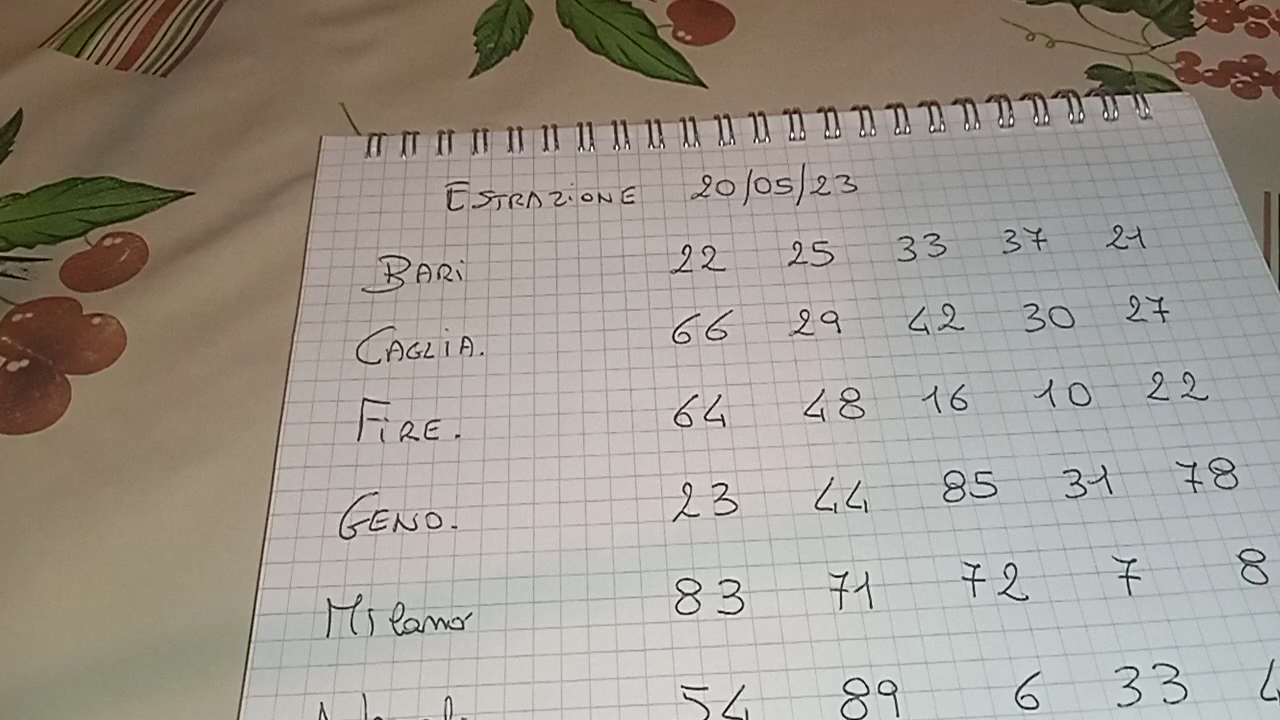 ESTRAZIONE 20/05/23
BARI 22 25 33 37 21
CAGLIA. 66 29 42 30 27
FIRE. 64 48 16 10 22
GENO. 23 44 85 31 78
Milano 83 71 72 7 8
54 89 6 33